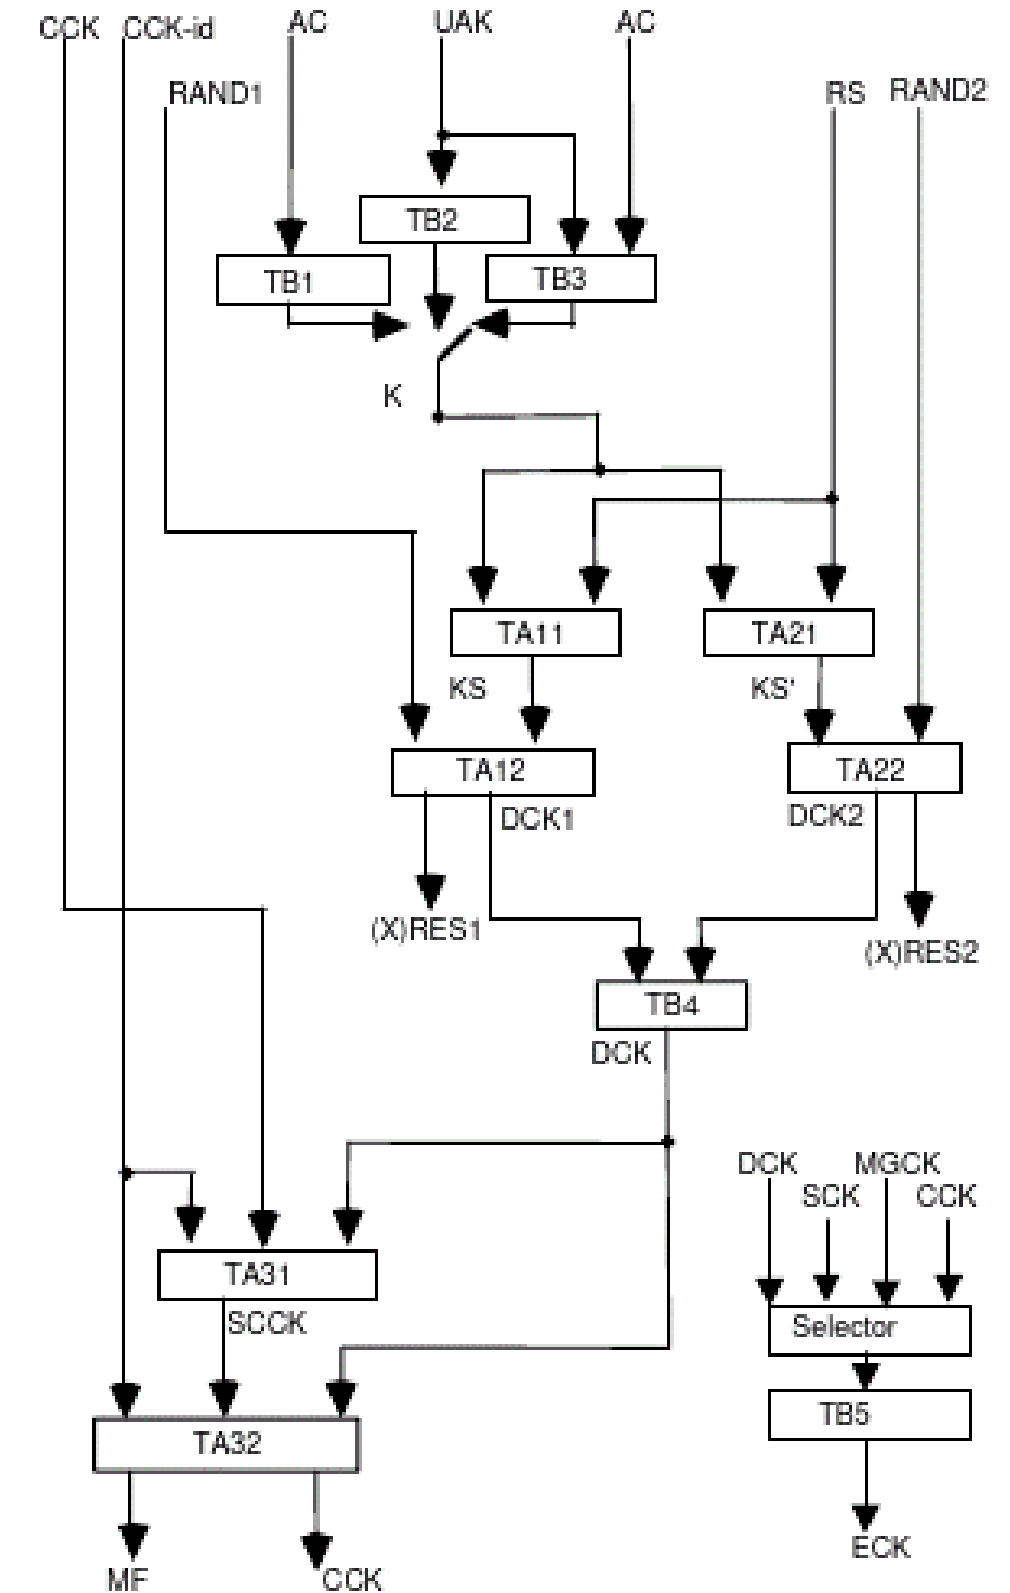 CCK CCK-id AC UAK AC
RAND1 RS RAND2
TB2
TB1 TB3
K
TA11 TA21
KS KS'
TA12 TA22
DCK1 DCK2
(X)RES1 (X)RES2
TB4
DCK
DCK MGCK
SCK CCK
TA31
SCCK Selector
TB5
TA32
ECK
MF CCK